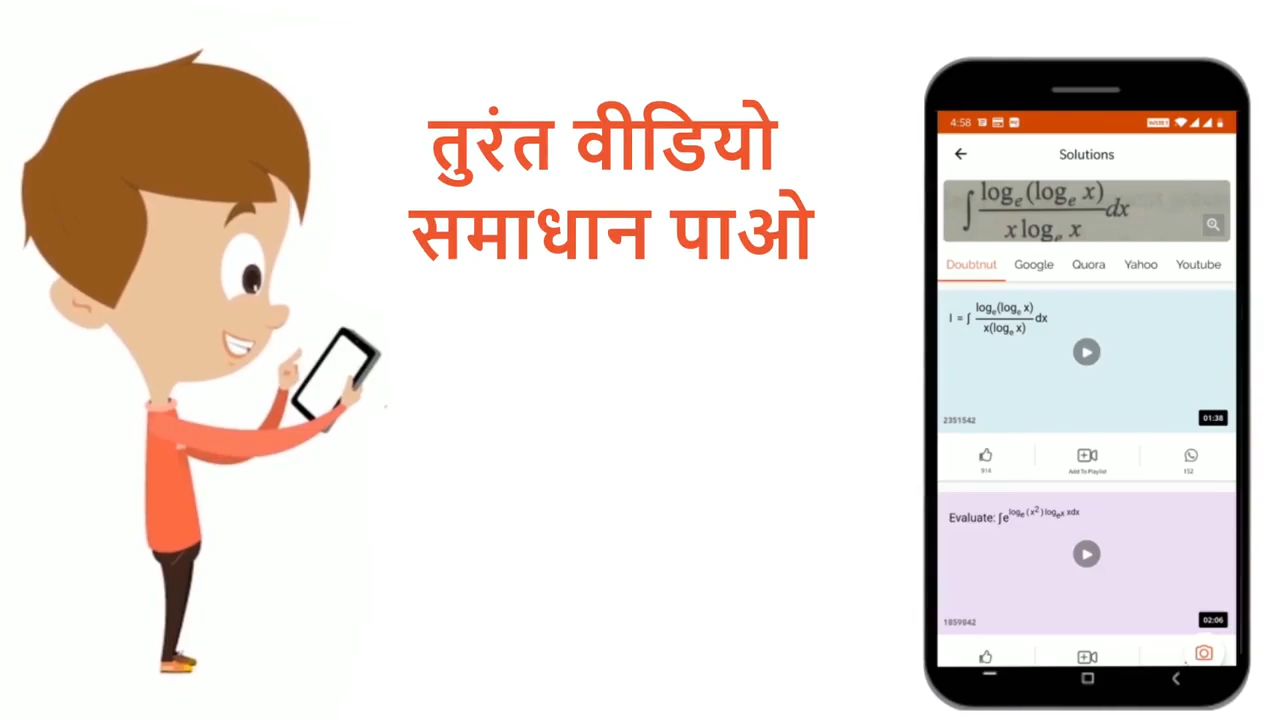 तुरंत वीडियो
समाधान पाओ
4:58
Solutions
∫ logₑ(logₑ x) / x logₑ x dx
Doubtnut Google Quora Yahoo Youtube
I = ∫ logₑ(logₑ x) / x(logₑ x) dx
2351542 01:38
914 Add To Playlist 152
Evaluate: ∫e^logₑ(x²)logₑx xdx
1859842 02:06